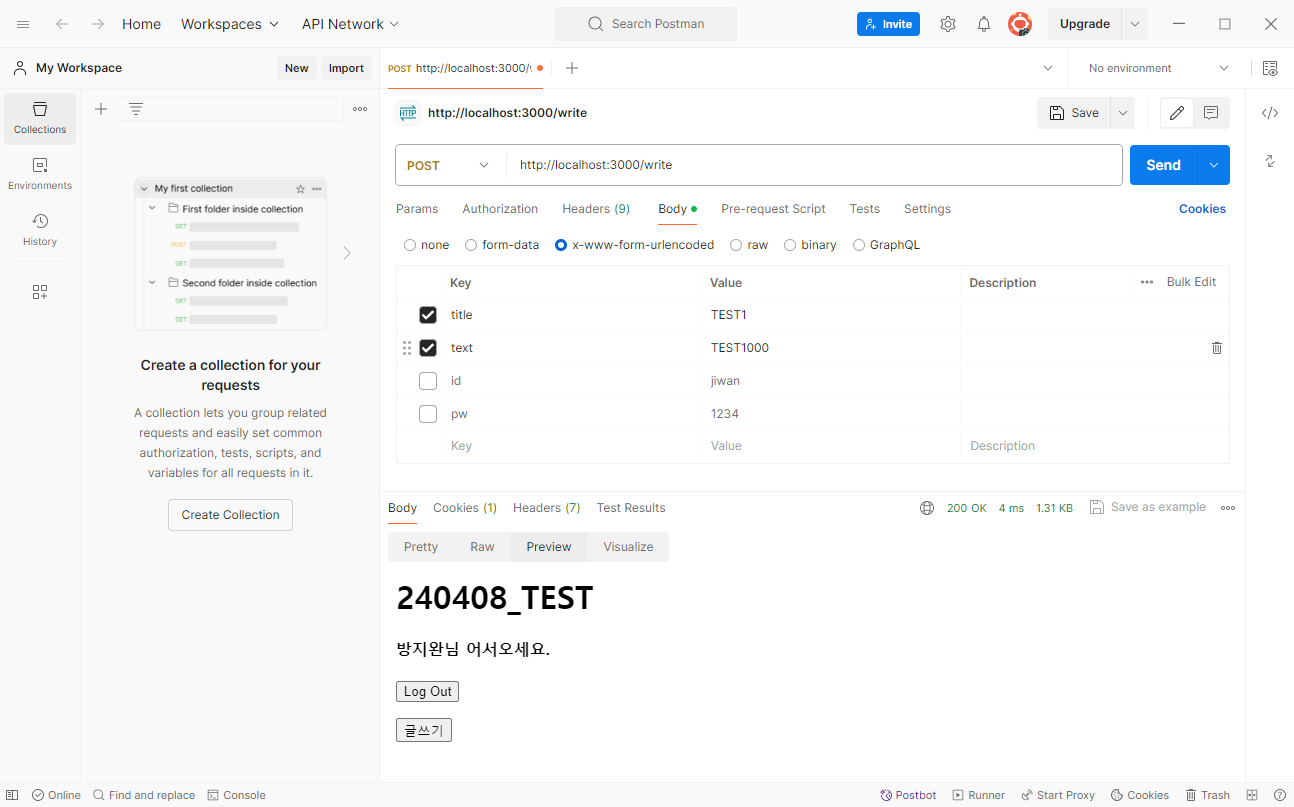 Home Workspaces API Network Search Postman Invite Upgrade
My Workspace New Import POST http://localhost:3000/ No environment
Collections
Environments
History
My first collection
First folder inside collection
GET
POST
GET
Second folder inside collection
GET
GET
Create a collection for your
requests
A collection lets you group related
requests and easily set common
authorization, tests, scripts, and
variables for all requests in it.
Create Collection
HTTP http://localhost:3000/write Save
POST http://localhost:3000/write Send
Params Authorization Headers (9) Body Pre-request Script Tests Settings Cookies
none form-data x-www-form-urlencoded raw binary GraphQL
Key Value Description Bulk Edit
title TEST1
text TEST1000
id jiwan
pw 1234
Key Value Description
Body Cookies (1) Headers (7) Test Results 200 OK 4 ms 1.31 KB Save as example
Pretty Raw Preview Visualize
240408_TEST
방지완님 어서오세요.
Log Out
글쓰기
Online Find and replace Console Postbot Runner Start Proxy Cookies Trash